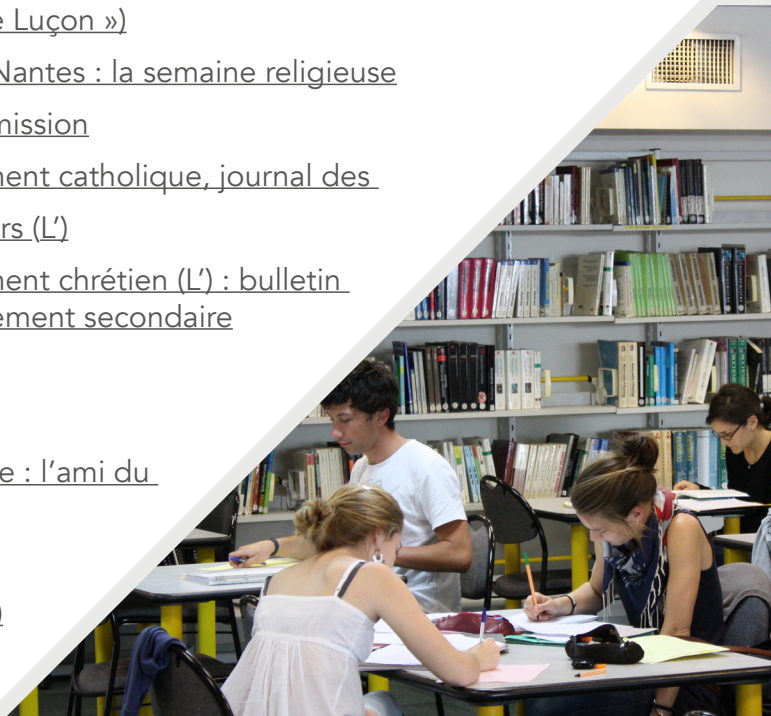 e Luçon »)
Nantes : la semaine religieuse
mission
ment catholique, journal des
rs (L’)
ment chrétien (L’) : bulletin
ement secondaire
e : l’ami du
)